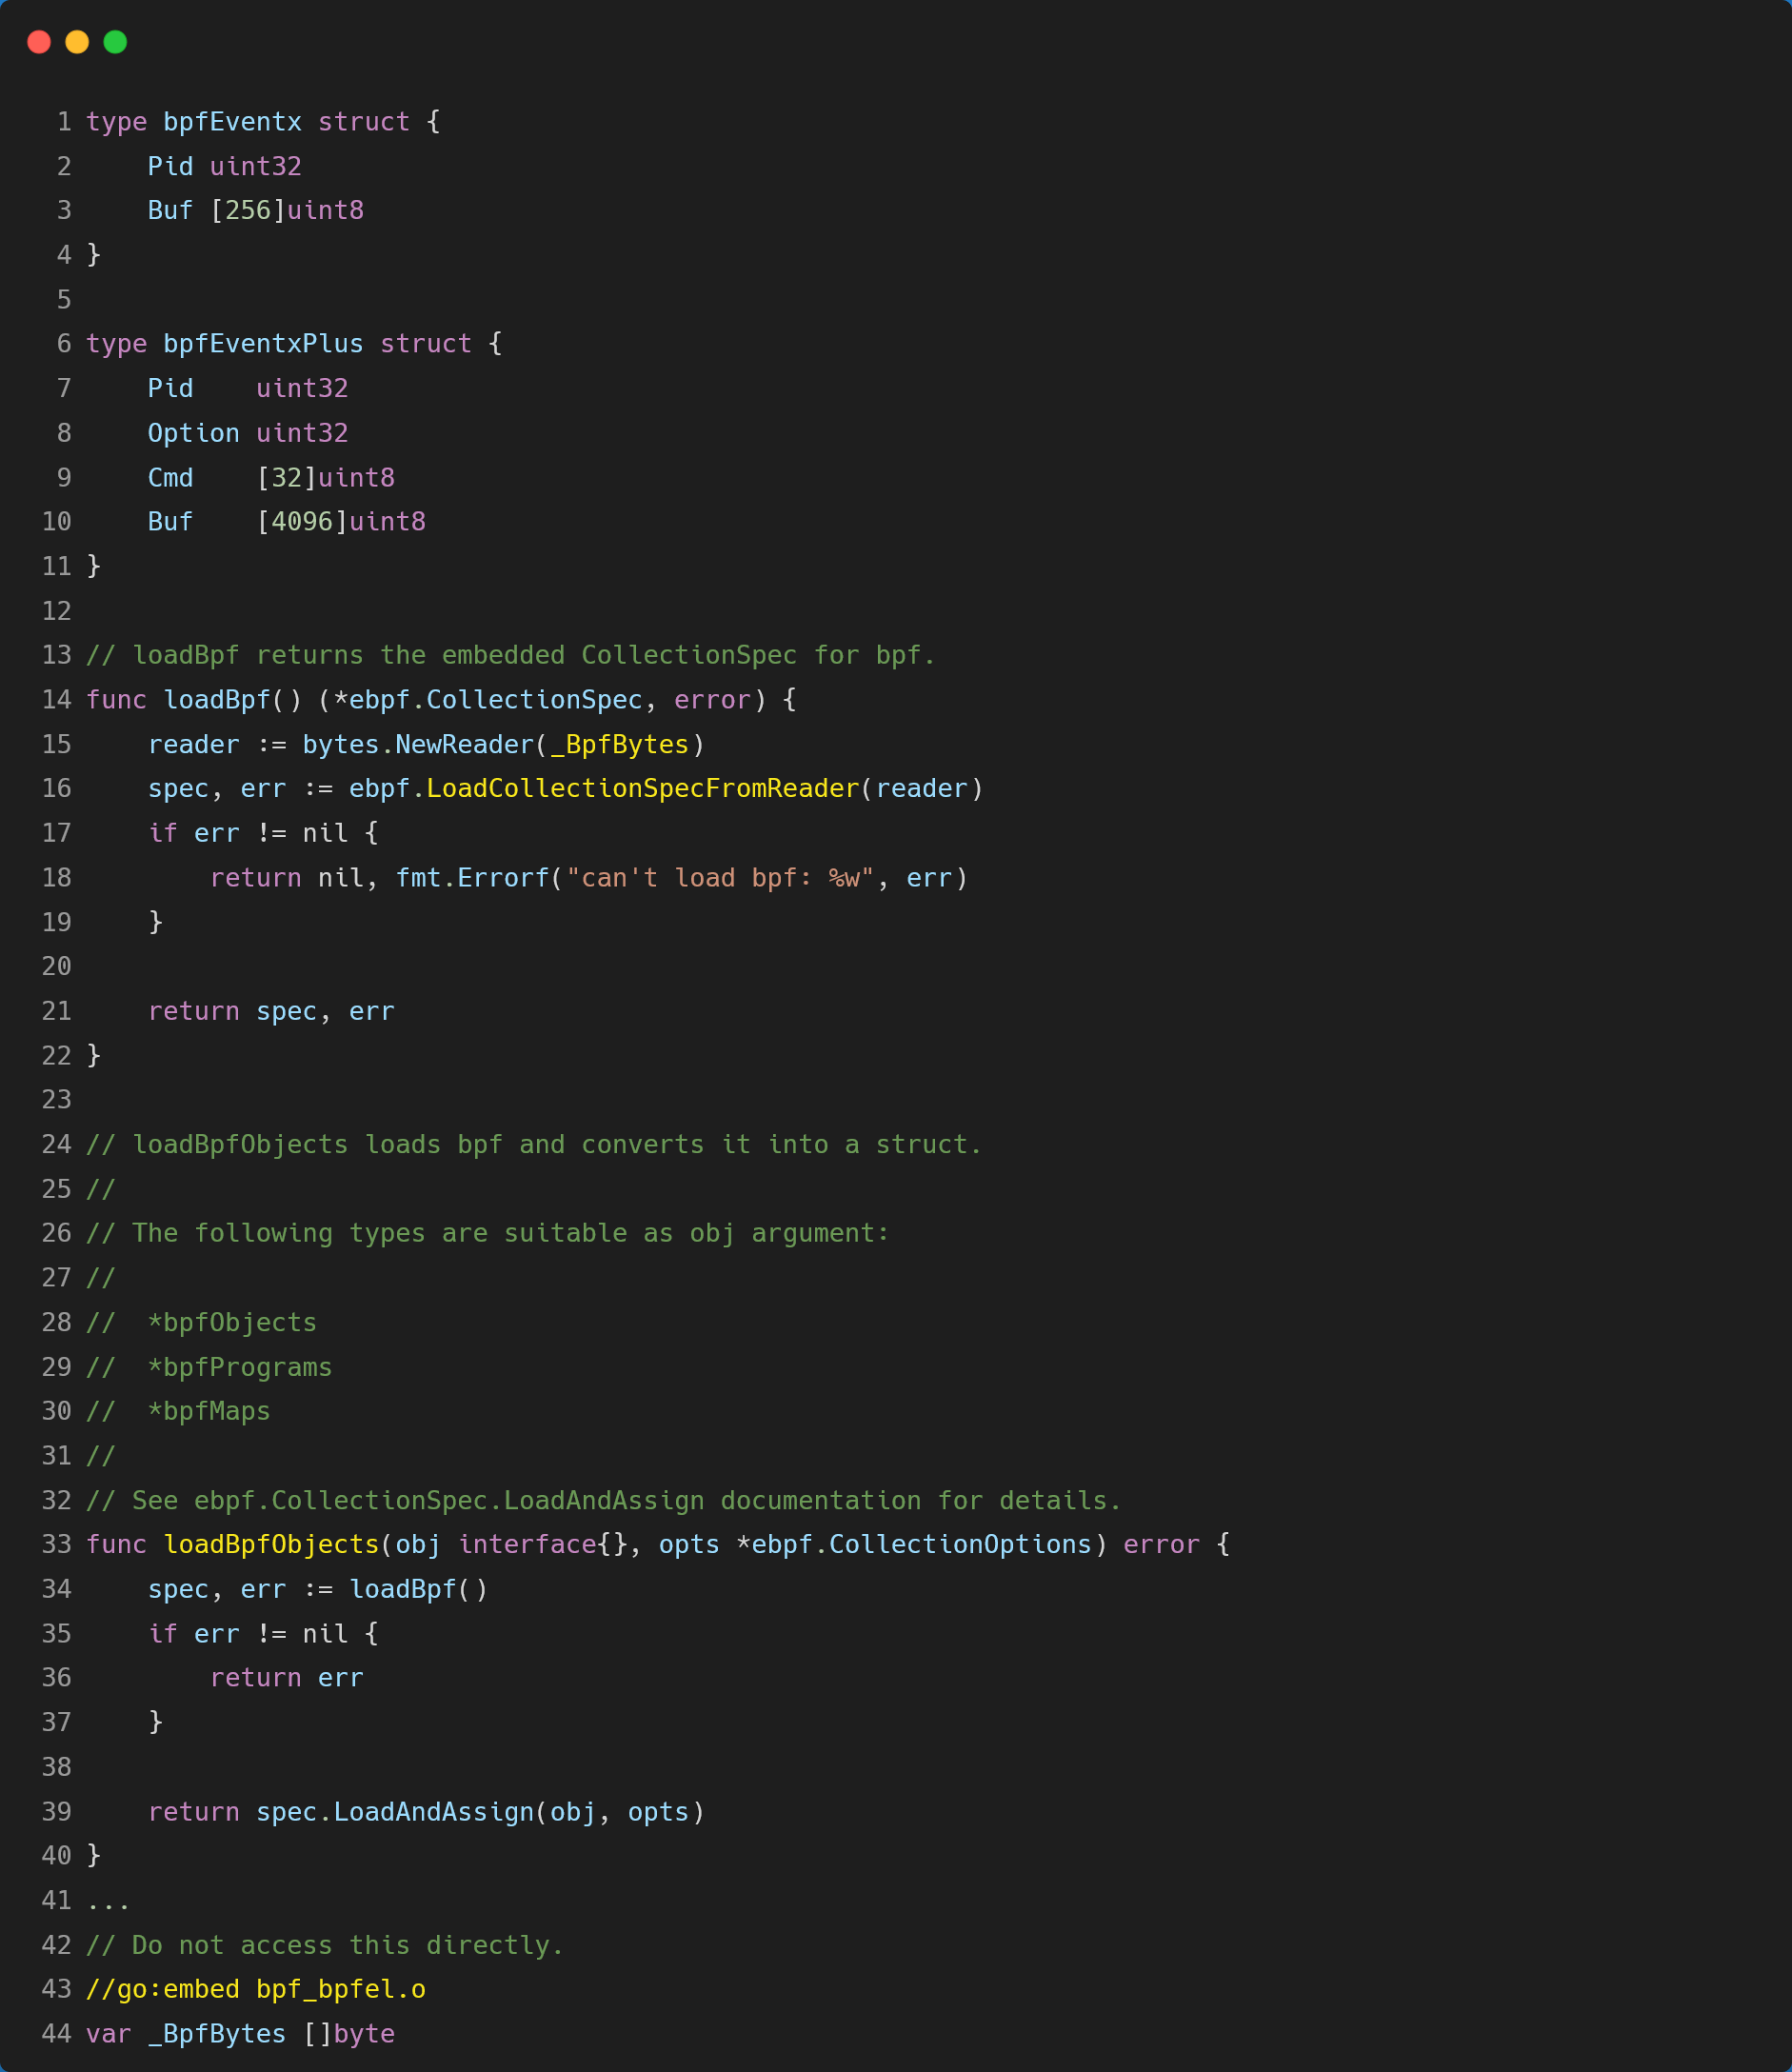 1 type bpfEventx struct {
2     Pid uint32
3     Buf [256]uint8
4 }
5
6 type bpfEventxPlus struct {
7     Pid    uint32
8     Option uint32
9     Cmd    [32]uint8
10     Buf    [4096]uint8
11 }
12
13 // loadBpf returns the embedded CollectionSpec for bpf.
14 func loadBpf() (*ebpf.CollectionSpec, error) {
15     reader := bytes.NewReader(_BpfBytes)
16     spec, err := ebpf.LoadCollectionSpecFromReader(reader)
17     if err != nil {
18         return nil, fmt.Errorf("can't load bpf: %w", err)
19     }
20
21     return spec, err
22 }
23
24 // loadBpfObjects loads bpf and converts it into a struct.
25 //
26 // The following types are suitable as obj argument:
27 //
28 //  *bpfObjects
29 //  *bpfPrograms
30 //  *bpfMaps
31 //
32 // See ebpf.CollectionSpec.LoadAndAssign documentation for details.
33 func loadBpfObjects(obj interface{}, opts *ebpf.CollectionOptions) error {
34     spec, err := loadBpf()
35     if err != nil {
36         return err
37     }
38
39     return spec.LoadAndAssign(obj, opts)
40 }
41 ...
42 // Do not access this directly.
43 //go:embed bpf_bpfel.o
44 var _BpfBytes []byte